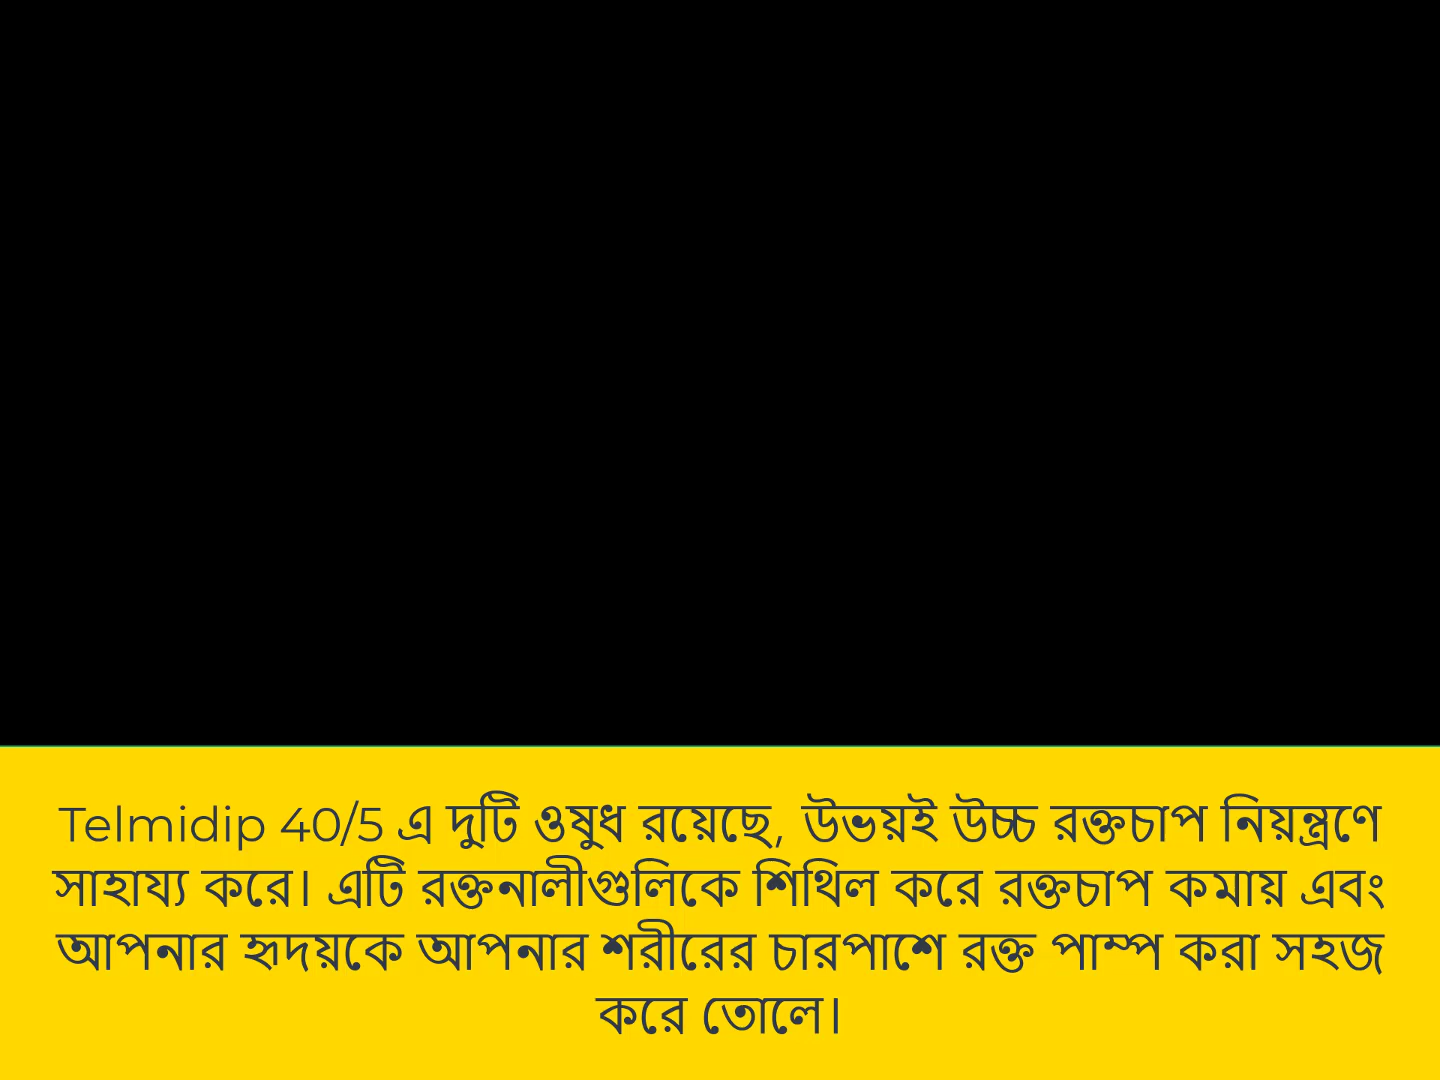 Telmidip 40/5 এ দুটি ওষুধ রয়েছে, উভয়ই উচ্চ রক্তচাপ নিয়ন্ত্রণে
সাহায্য করে। এটি রক্তনালীগুলিকে শিথিল করে রক্তচাপ কমায় এবং
আপনার হৃদয়কে আপনার শরীরের চারপাশে রক্ত পাম্প করা সহজ
করে তোলে।